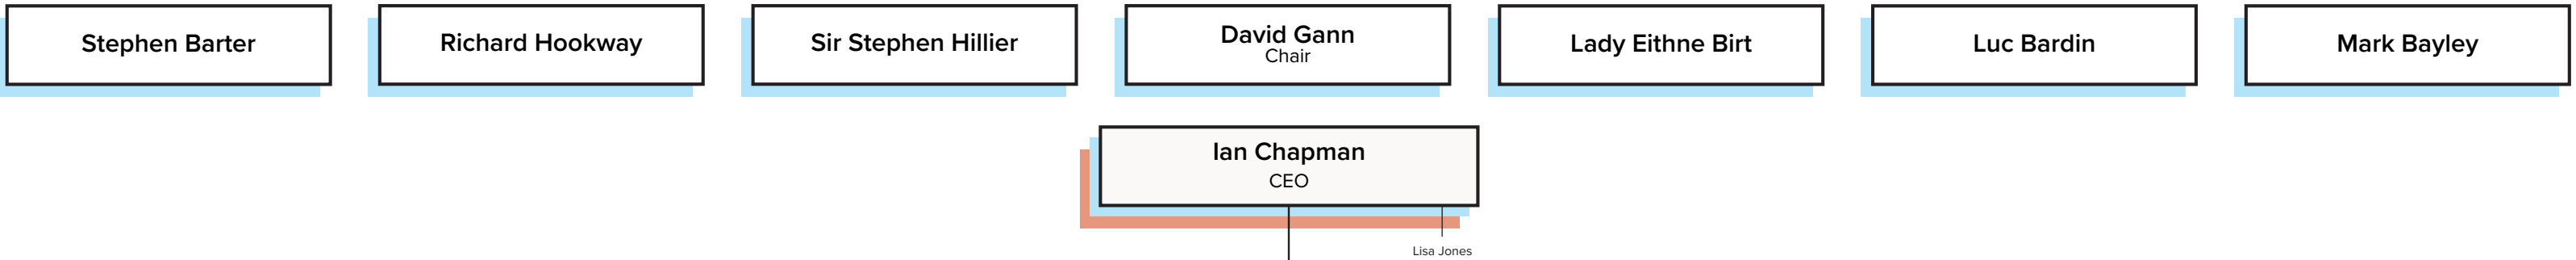 Stephen Barter
Richard Hookway
Sir Stephen Hillier
David Gann
Chair
Lady Eithne Birt
Luc Bardin
Mark Bayley
Ian Chapman
CEO
Lisa Jones